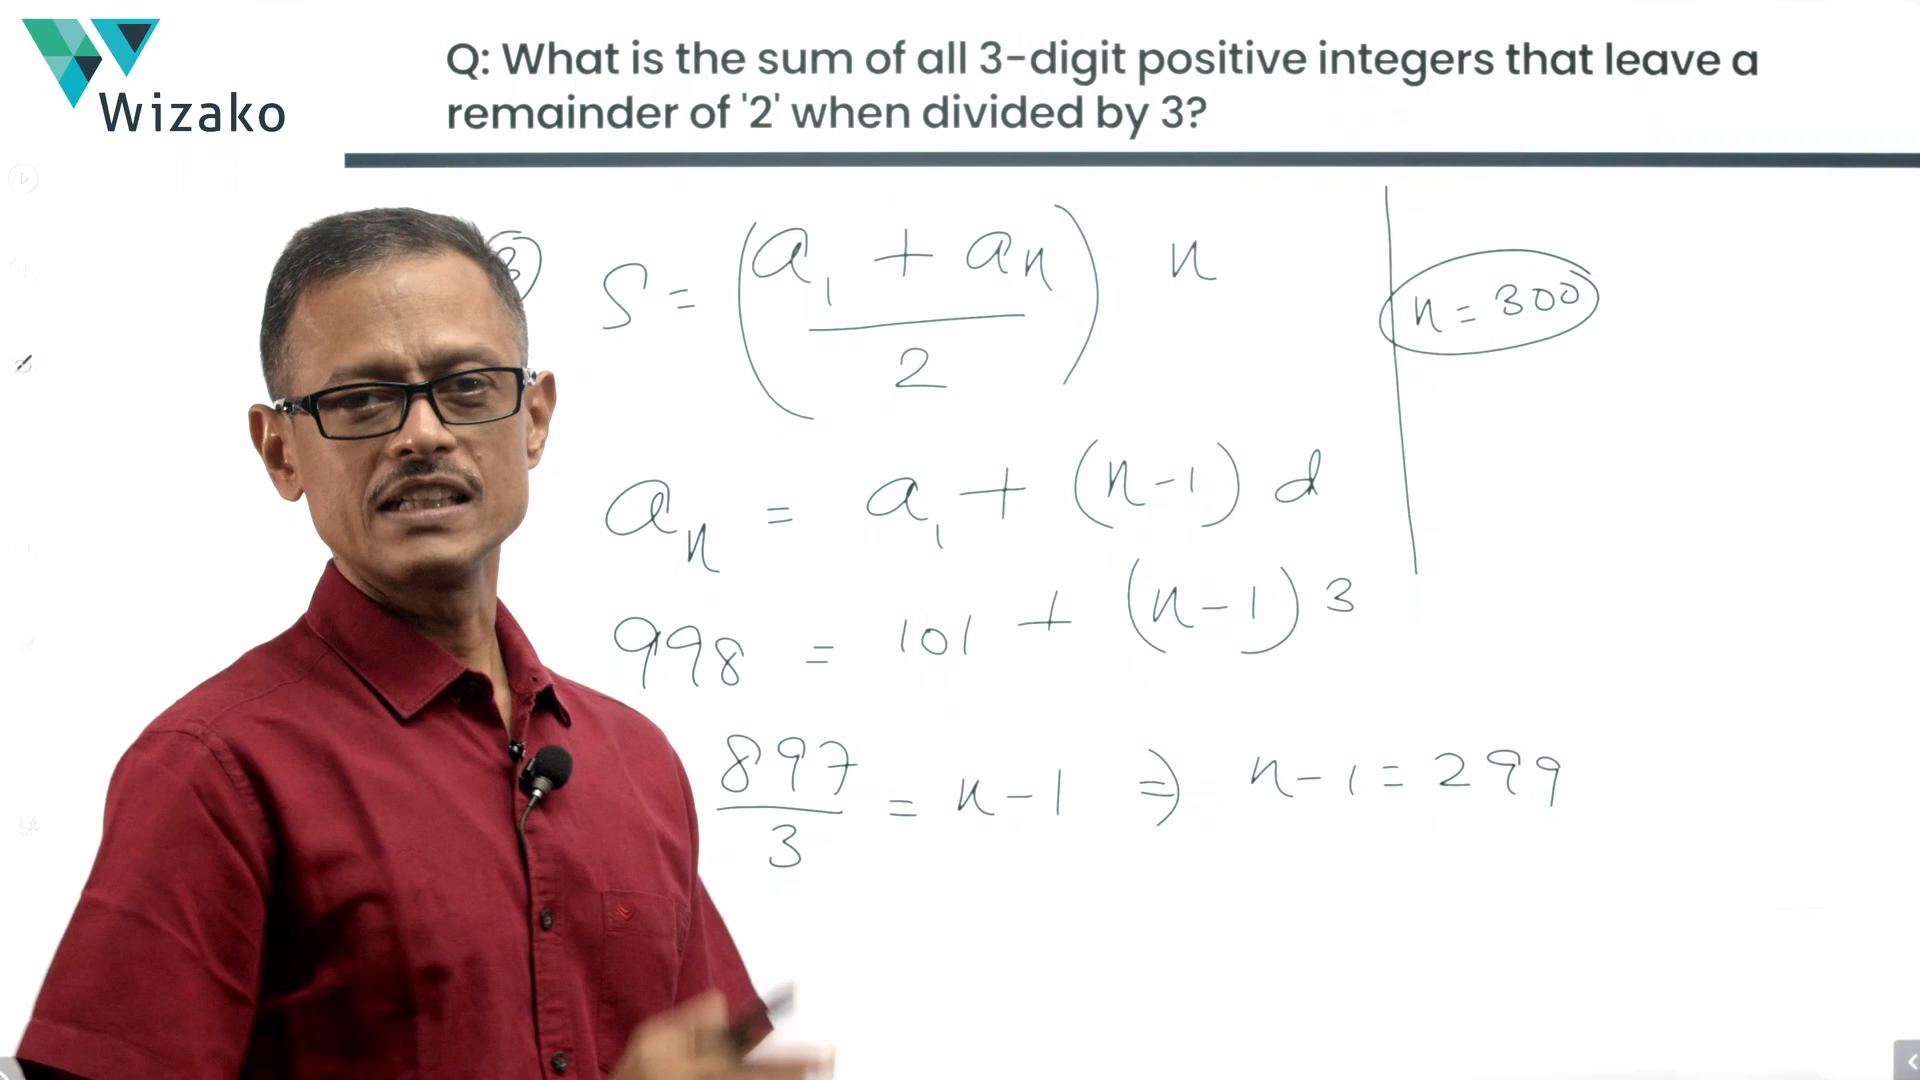 Wizako
Q: What is the sum of all 3-digit positive integers that leave a
remainder of '2' when divided by 3?
3
S = (a₁ + aₙ / 2) n
n = 300
aₙ = a₁ + (n-1) d
998 = 101 + (n-1) 3
897/3 = n-1 ⇒ n-1 = 299